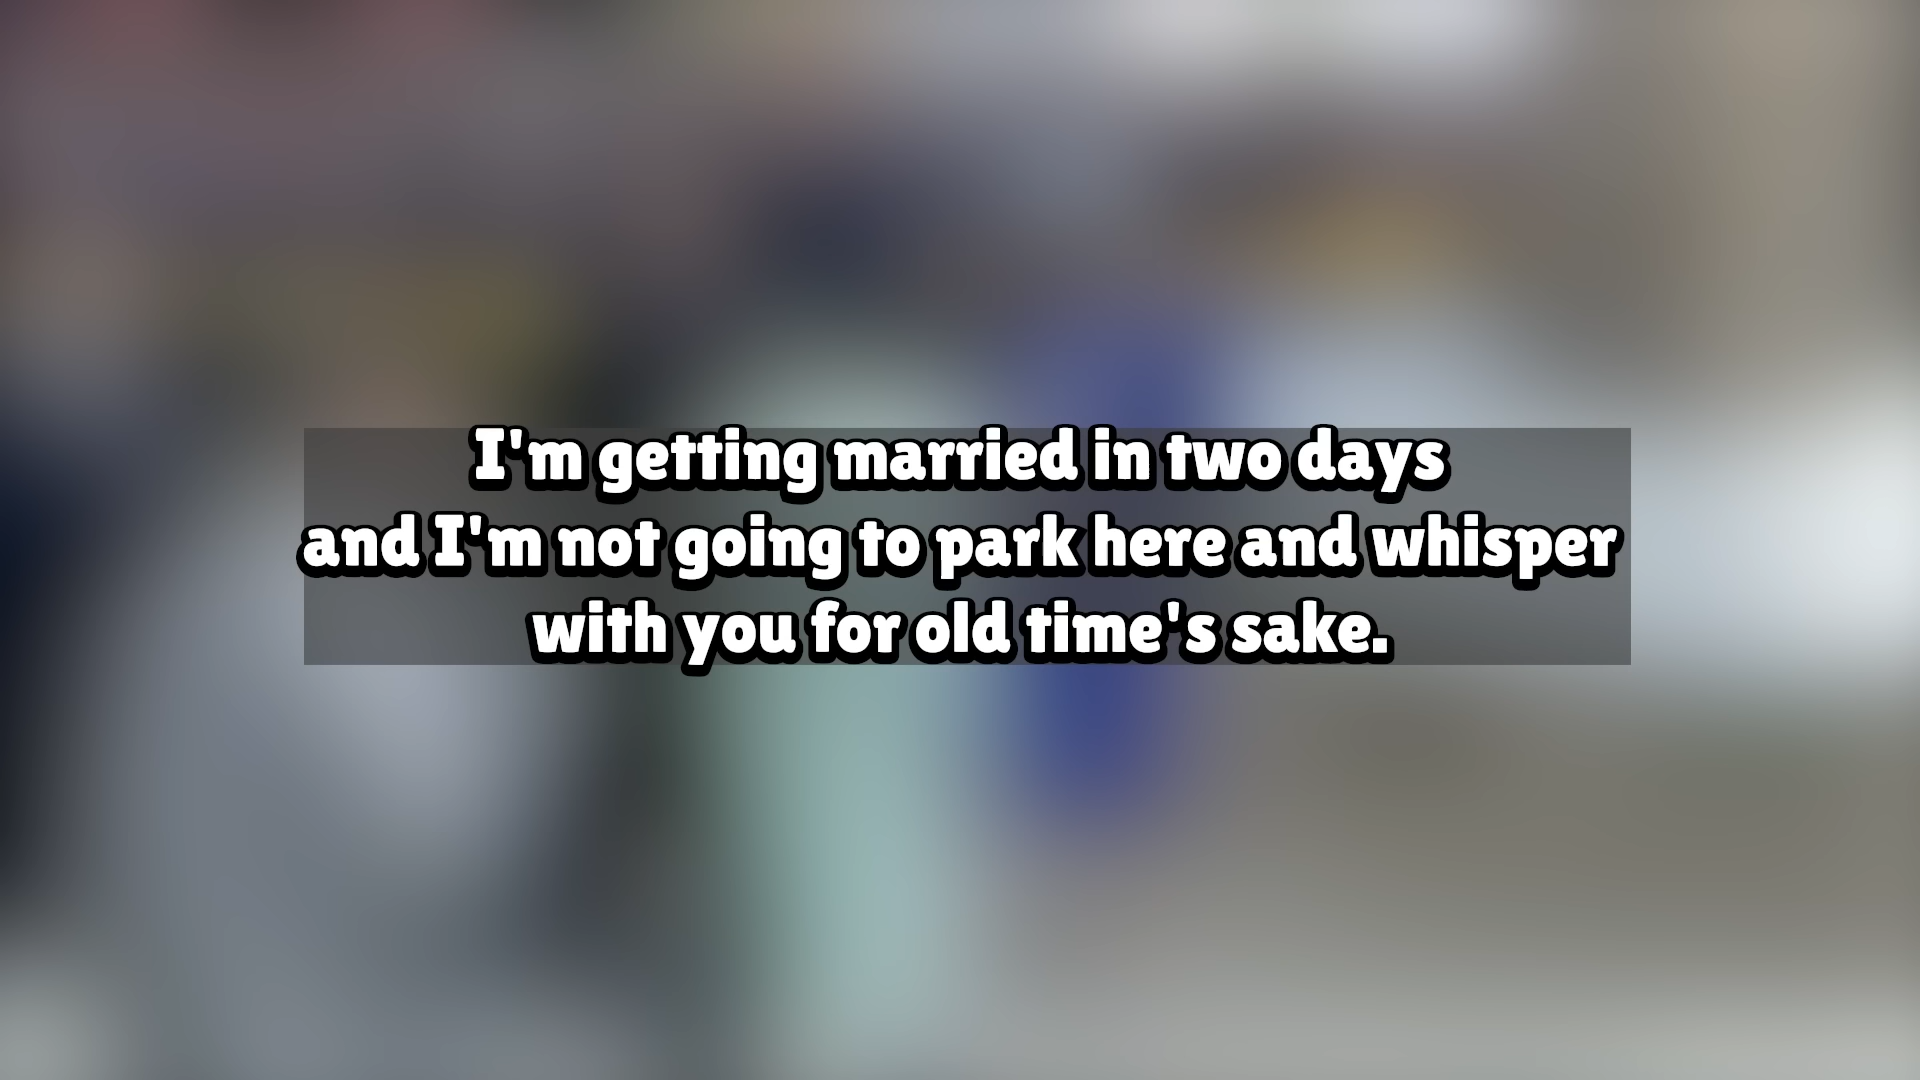 I'm getting married in two days
and I'm not going to park here and whisper
with you for old time's sake.